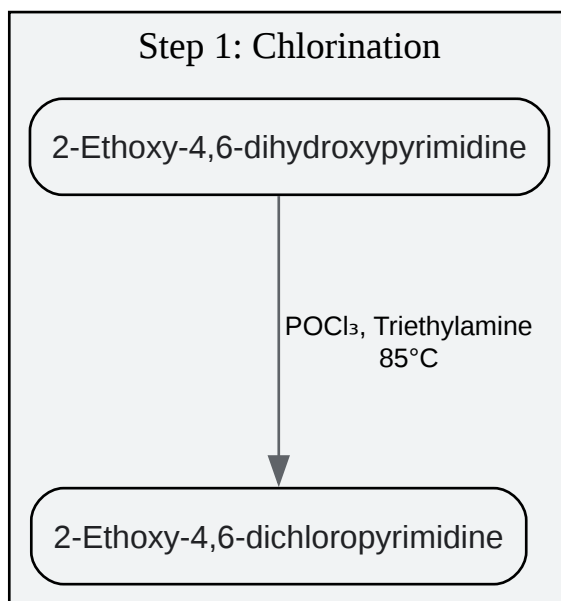 Step 1: Chlorination
2-Ethoxy-4,6-dihydroxypyrimidine
POCl₃, Triethylamine
85°C
2-Ethoxy-4,6-dichloropyrimidine